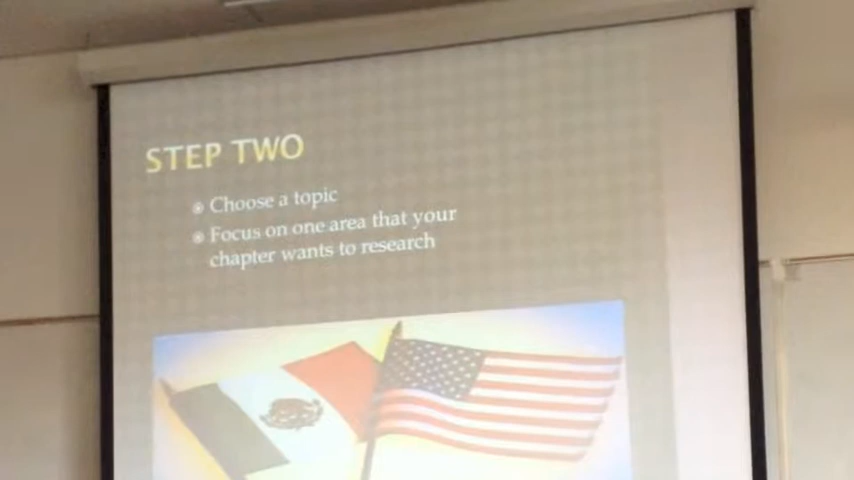 STEP TWO
Choose a topic
Focus on one area that your
chapter wants to research